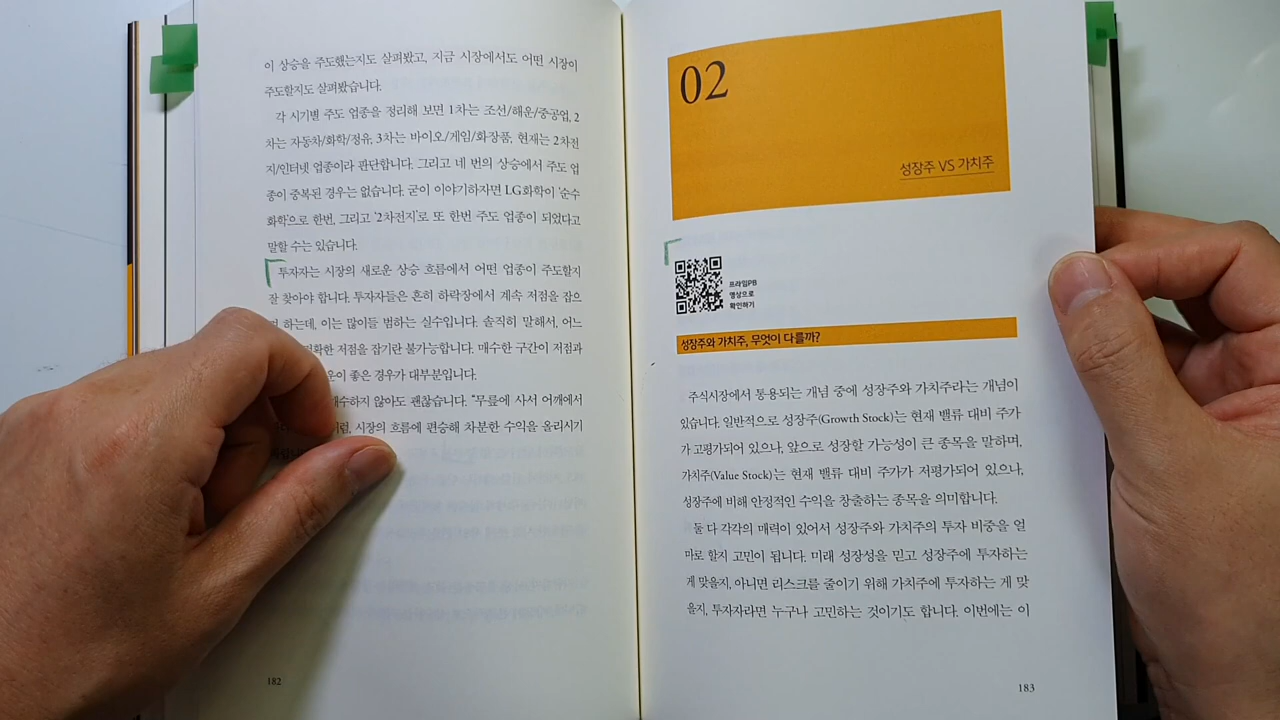 이 상승을 주도했는지도 살펴봤고, 지금 시장에서도 어떤 시장이
주도할지도 살펴봤습니다.
각 시기별 주도 업종을 정리해 보면 1차는 조선/해운/중공업, 2
차는 자동차/화학/정유, 3차는 바이오/게임/화장품, 현재는 2차전
지/인터넷 업종이라 판단합니다. 그리고 네 번의 상승에서 주도 업
종이 중복된 경우는 없습니다. 굳이 이야기하자면 LG화학이 순수
화학으로 한번, 그리고 '2차전지'로 또 한번 주도 업종이 되었다고
말할 수는 있습니다.
투자자는 시장의 새로운 상승 흐름에서 어떤 업종이 주도할지
잘 찾아야 합니다. 투자자들은 흔히 하락장에서 계속 저점을 잡으
하는데, 이는 많이들 범하는 실수입니다. 솔직히 말해서, 어느
저점을 잡기란 불가능합니다. 매수한 구간이 저점과
좋은 경우가 대부분입니다.
않아도 괜찮습니다. "무릎에 사서 어깨에서
시장의 흐름에 편승해 차분한 수익을 올리시기
182
02
성장주 VS 가치주
프라임PB
영상으로
확인하기
성장주와 가치주, 무엇이 다를까?
주식시장에서 통용되는 개념 중에 성장주와 가치주라는 개념이
있습니다. 일반적으로 성장주(Growth Stock)는 현재 밸류 대비 주가
가 고평가되어 있으나, 앞으로 성장할 가능성이 큰 종목을 말하며,
가치주(Value Stock)는 현재 밸류 대비 주가가 저평가되어 있으나,
성장주에 비해 안정적인 수익을 창출하는 종목을 의미합니다.
둘 다 각각의 매력이 있어서 성장주와 가치주의 투자 비중을 얼
마로 할지 고민이 됩니다. 미래 성장성을 믿고 성장주에 투자하는
게 맞을지, 아니면 리스크를 줄이기 위해 가치주에 투자하는 게 맞
을지, 투자자라면 누구나 고민하는 것이기도 합니다. 이번에는 이
183